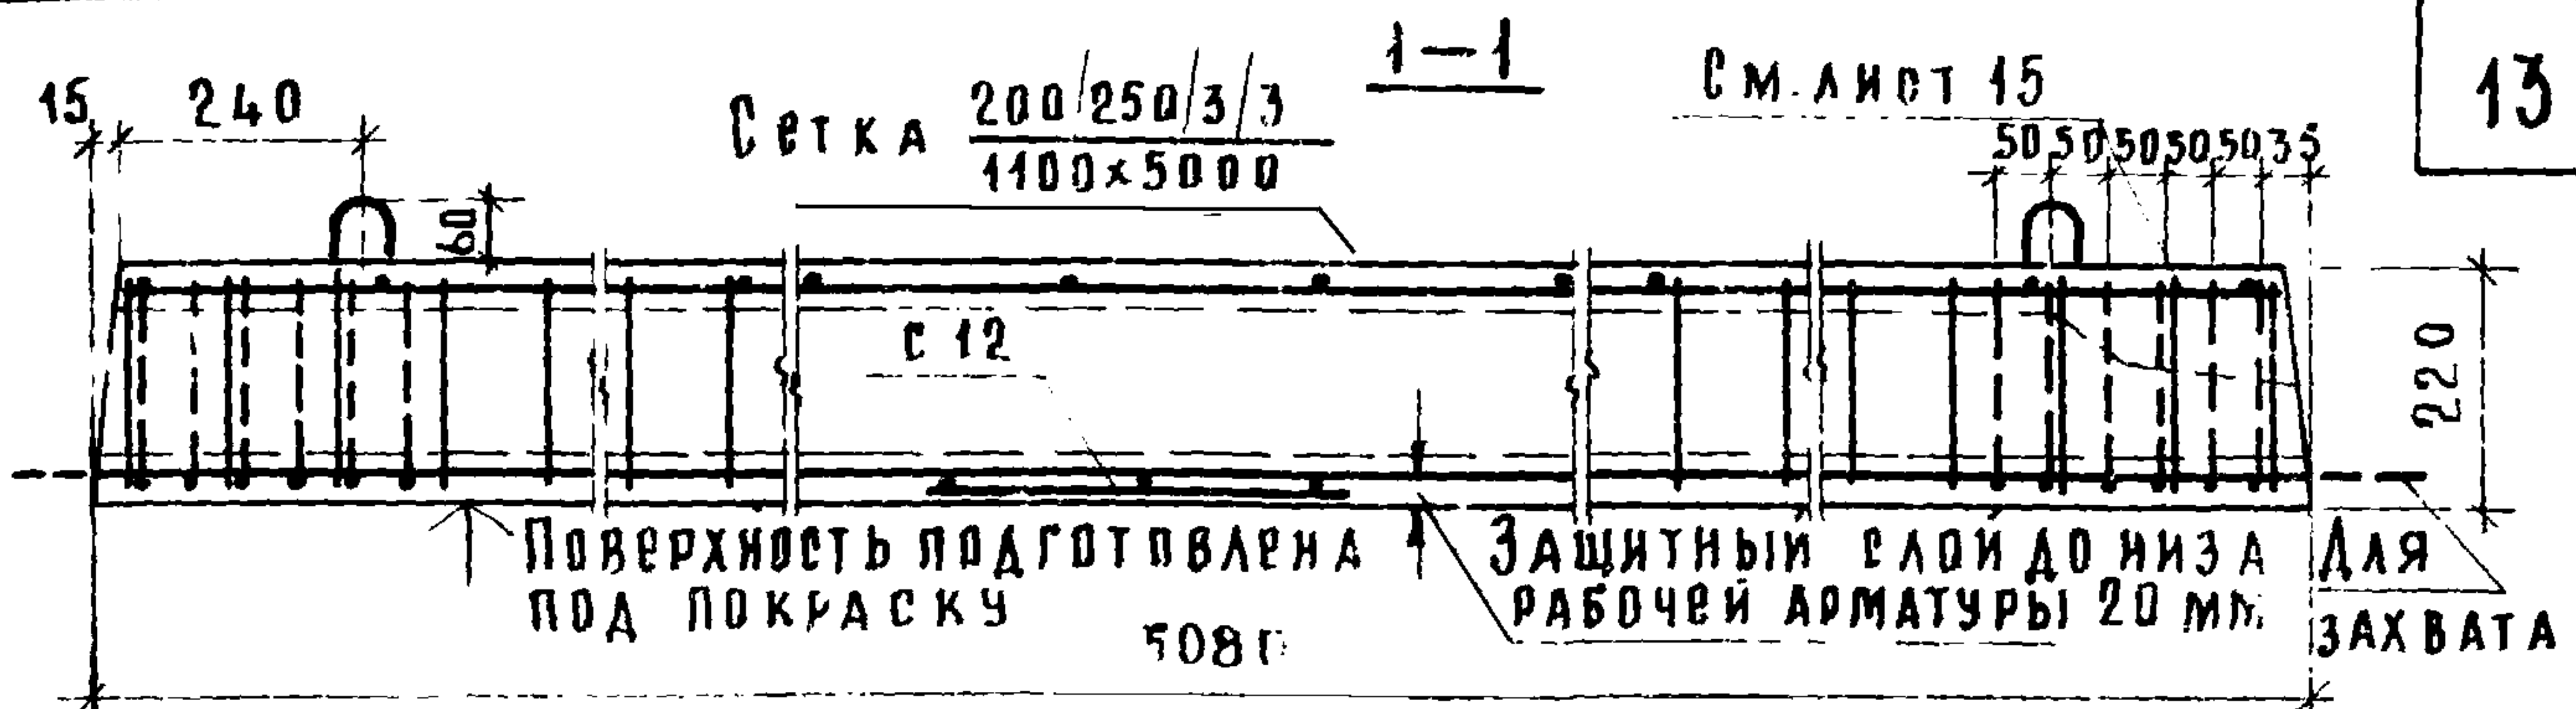 1-1
13
15 240
Сетка 200/250/3/3
1100×5000
См. лист 15
50 50 50 50 50 35
60
С 12
220
Поверхность подготовлена
под покраску
Защитный слой до низа
рабочей арматуры 20 мм
Для
захвата
5080